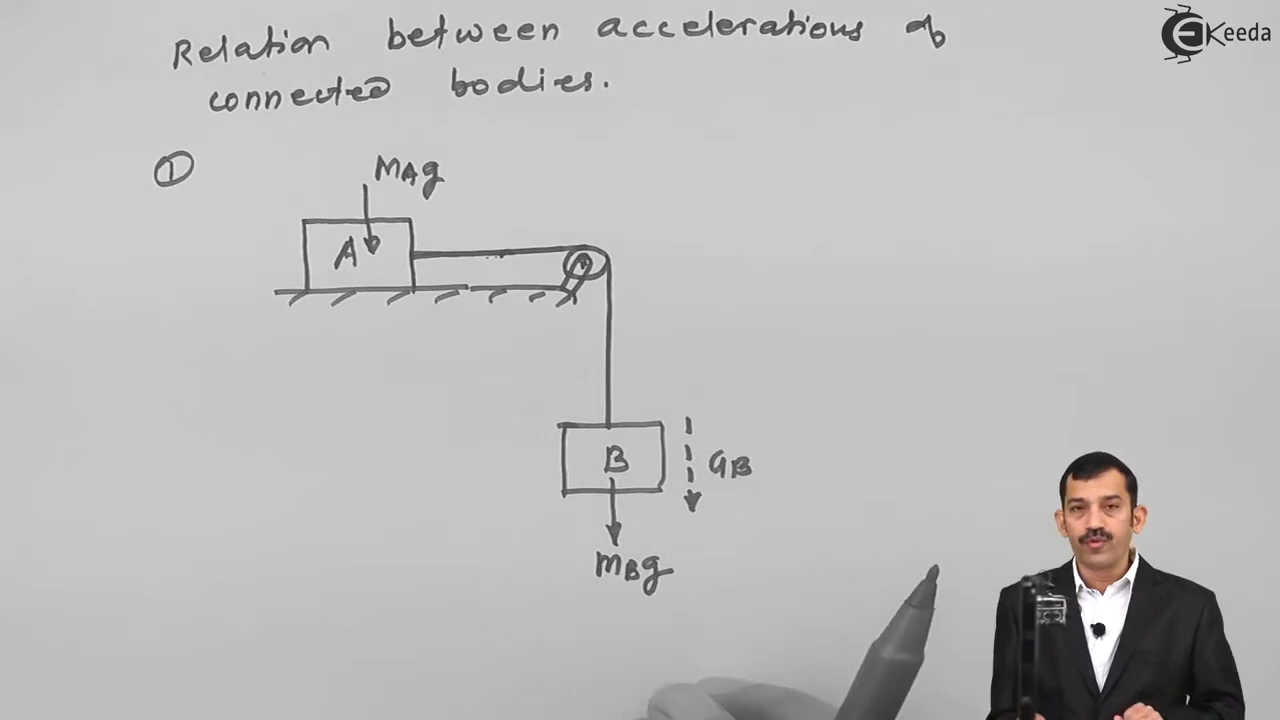 Relation between accelerations of
connected bodies.
Ekeeda
①
MAg
A
B
aB
MBg